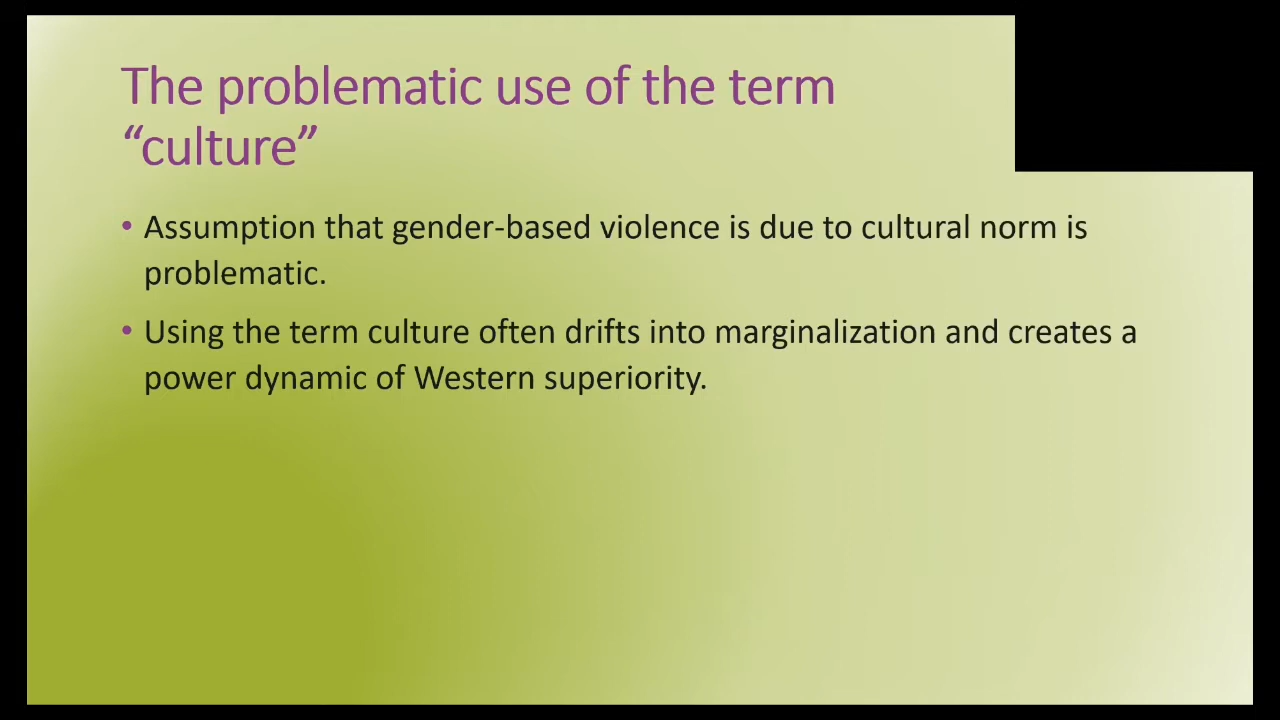 The problematic use of the term
“culture”
• Assumption that gender-based violence is due to cultural norm is
problematic.
• Using the term culture often drifts into marginalization and creates a
power dynamic of Western superiority.